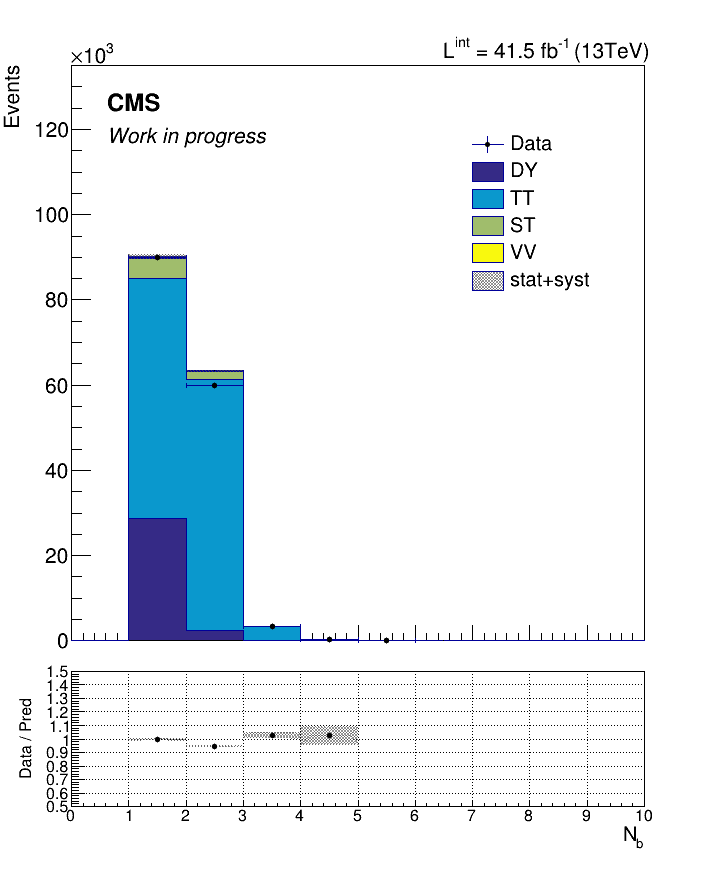 ×10³
L^int = 41.5 fb⁻¹ (13TeV)
Events
CMS
Work in progress
120
100
80
60
40
20
0
Data
DY
TT
ST
VV
stat+syst
Data / Pred
1.5
1.4
1.3
1.2
1.1
1
0.9
0.8
0.7
0.6
0.5
0 1 2 3 4 5 6 7 8 9 10
N_b